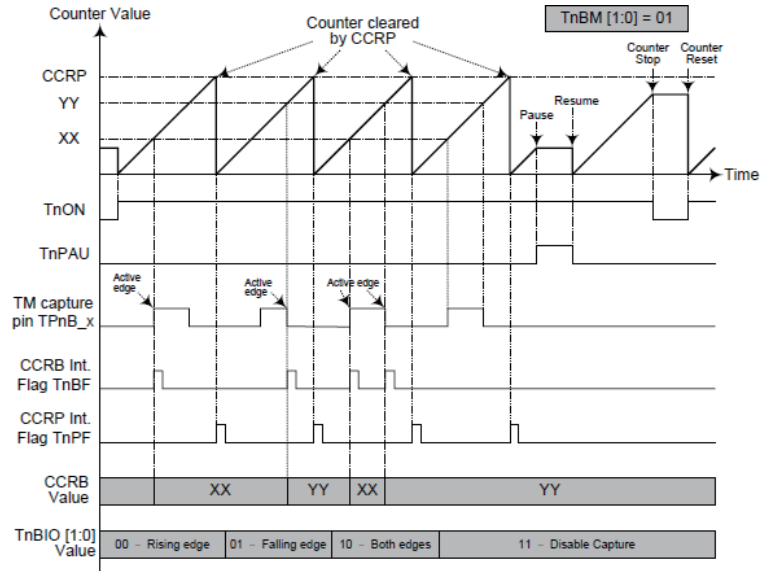 Counter Value
TnBM [1:0] = 01
Counter cleared
by CCRP
Counter
Stop
Counter
Reset
CCRP
YY
XX
Pause
Resume
Time
TnON
TnPAU
Active
edge
Active
edge
Active edge
TM capture
pin TPnB_x
CCRB Int.
Flag TnBF
CCRP Int.
Flag TnPF
CCRB
Value
XX
YY
XX
YY
TnBIO [1:0]
Value
00 – Rising edge
01 – Falling edge
10 – Both edges
11 – Disable Capture